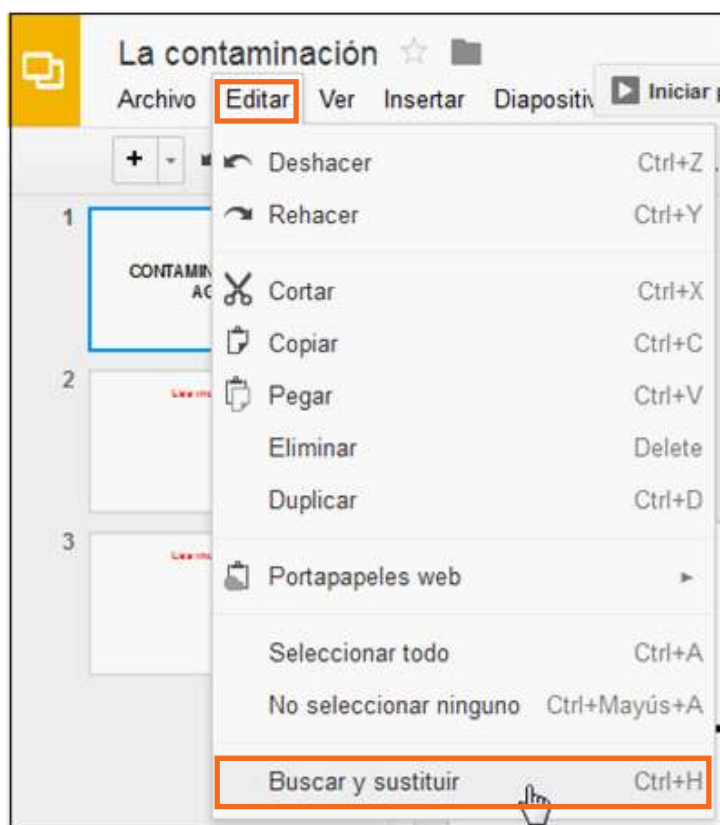 La contaminación
Archivo Editar Ver Insertar Iniciar
Deshacer Ctrl+Z
1
Rehacer Ctrl+Y
Cortar Ctrl+X
Copiar Ctrl+C
2
Pegar Ctrl+V
Eliminar Delete
Duplicar Ctrl+D
3
Portapapeles web
Seleccionar todo Ctrl+A
No seleccionar ninguno Ctrl+Mayús+A
Buscar y sustituir Ctrl+H